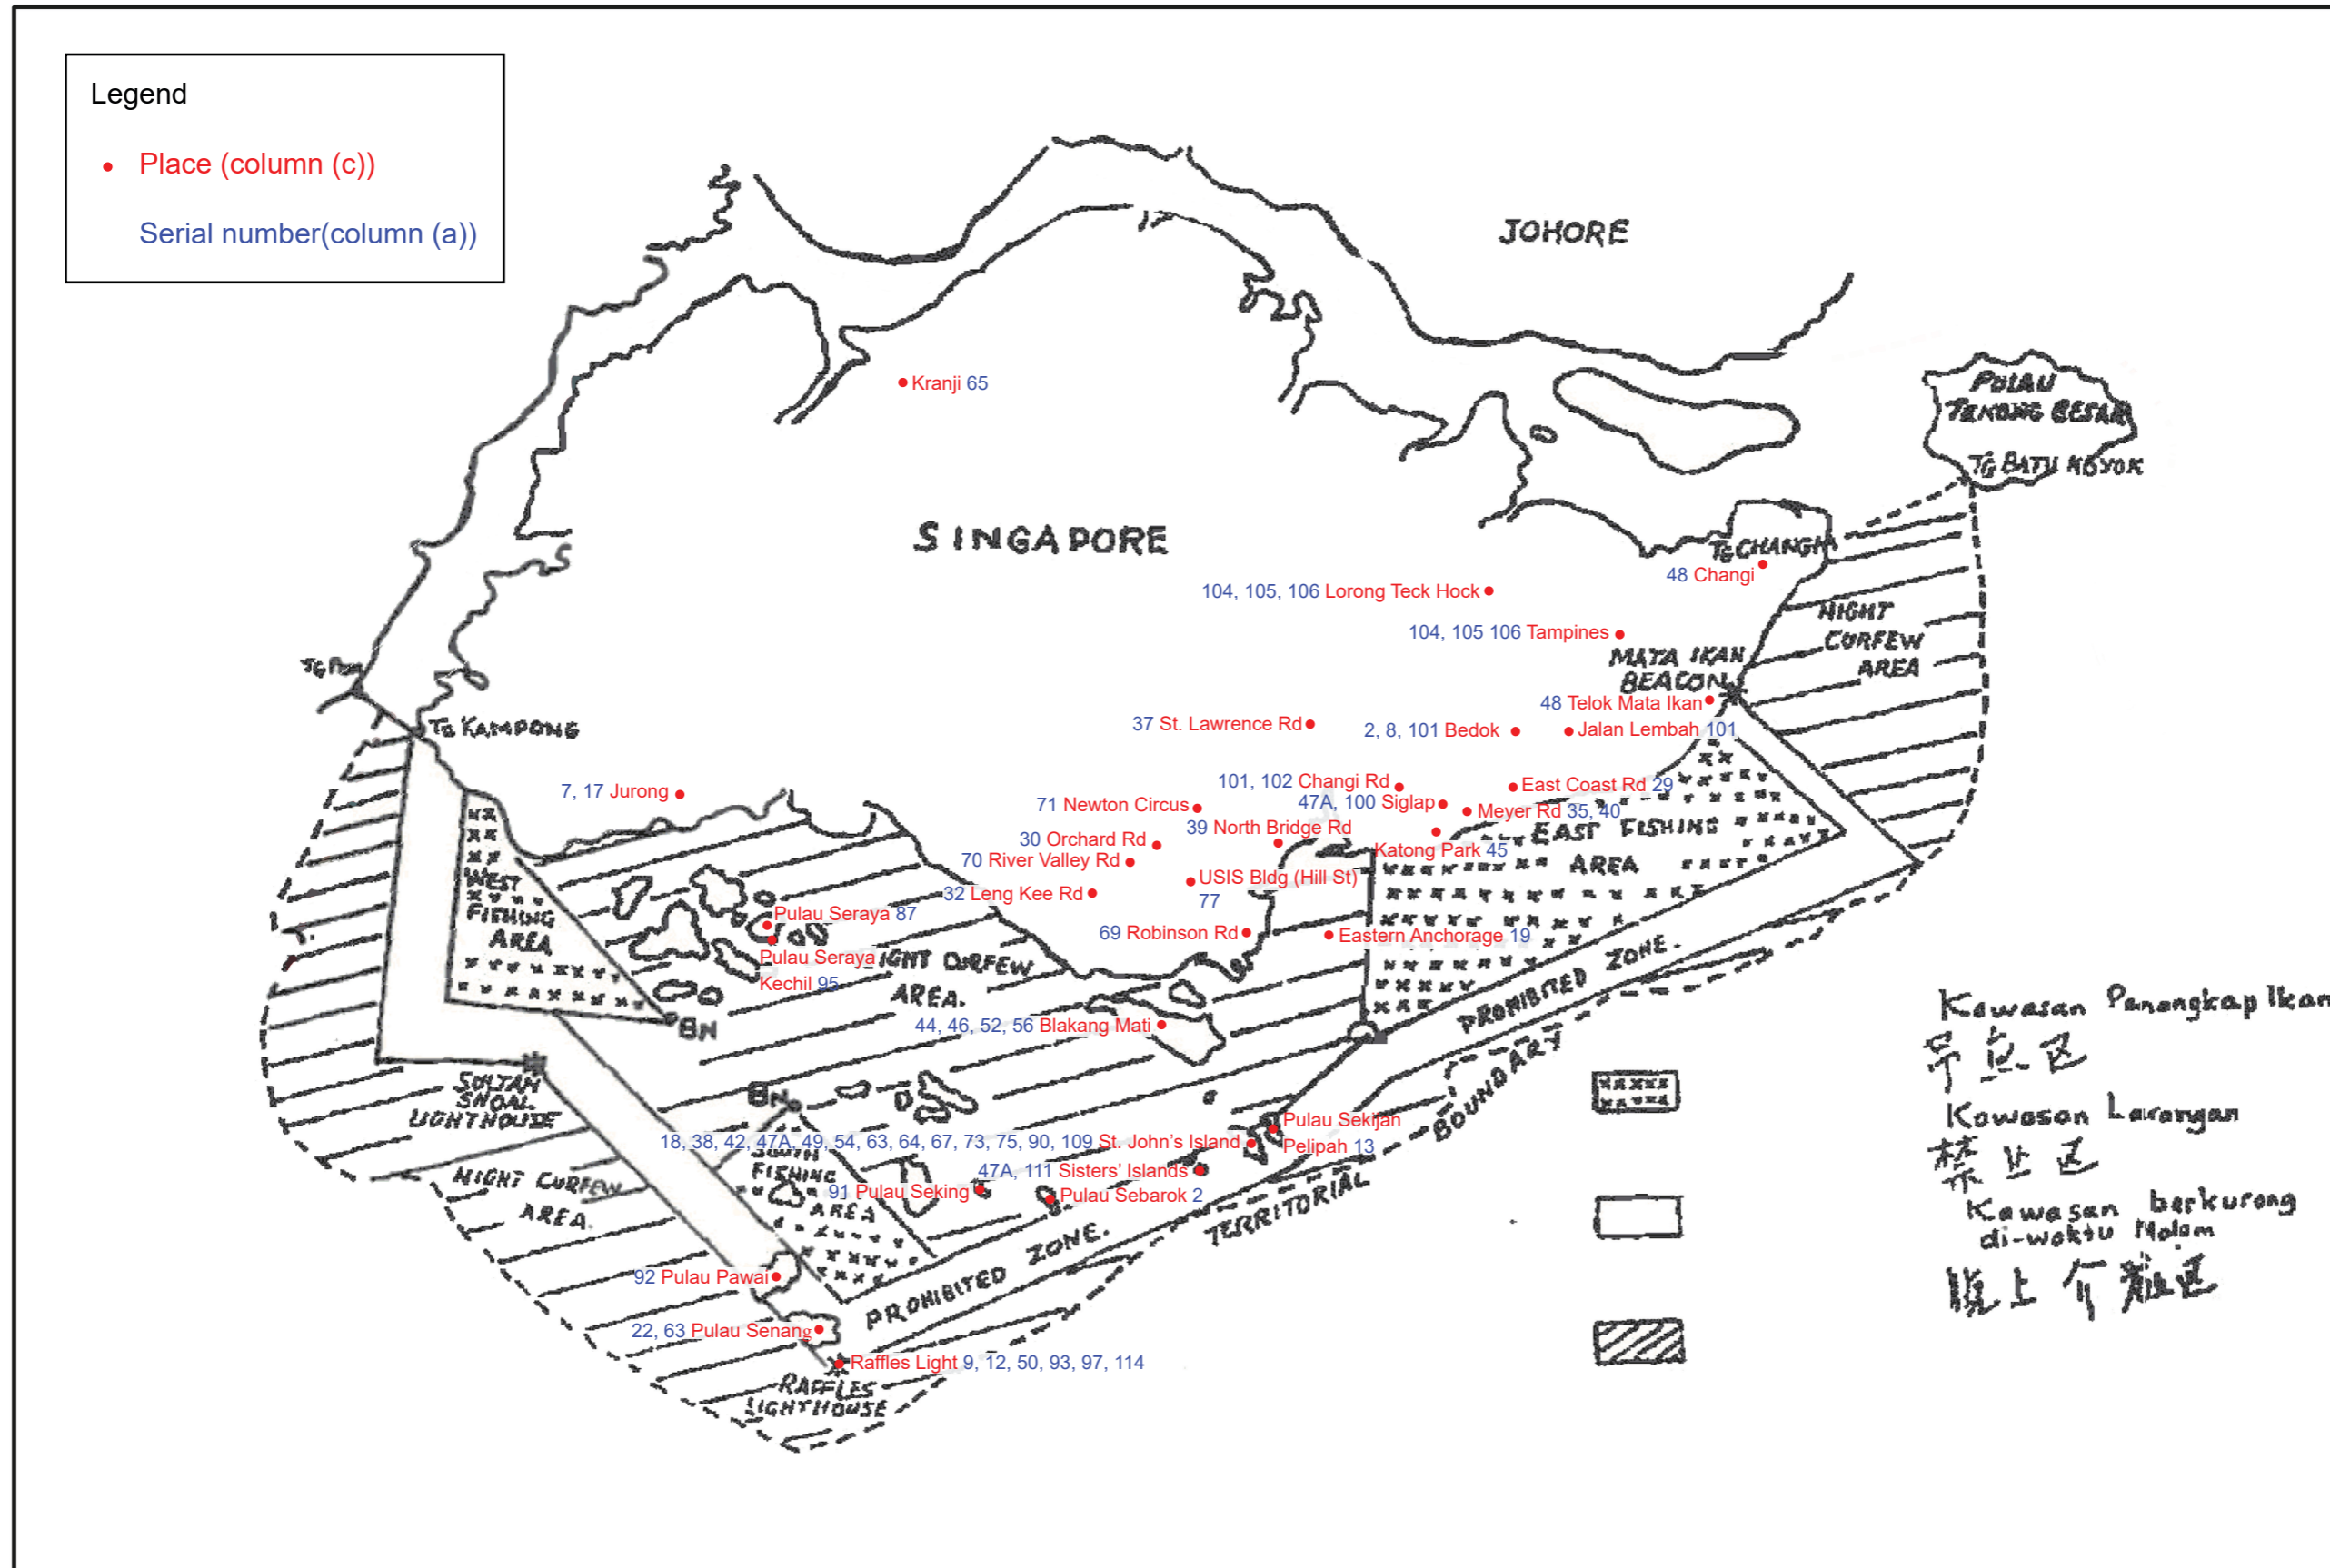 Legend
Place (column (c))
Serial number(column (a))
JOHORE
PULAU
TEKONG BESAR
TG BATU KOYOK
Kranji 65
SINGAPORE
TG CHANGI
48 Changi
104, 105, 106 Lorong Teck Hock
104, 105 106 Tampines
NIGHT
CURFEW
AREA
MATA IKAN
BEACON
48 Telok Mata Ikan
TG KAMPONG
37 St. Lawrence Rd
2, 8, 101 Bedok
Jalan Lembah 101
7, 17 Jurong
101, 102 Changi Rd
East Coast Rd 29
71 Newton Circus
47A, 100 Siglap
Meyer Rd 35, 40
39 North Bridge Rd
EAST FISHING
AREA
30 Orchard Rd
Katong Park 45
70 River Valley Rd
USIS Bldg (Hill St)
77
32 Leng Kee Rd
WEST
FISHING
AREA
Pulau Seraya 87
69 Robinson Rd
Eastern Anchorage 19
Pulau Seraya
Kechil 95
NIGHT CURFEW
AREA.
PROHIBITED ZONE.
BN
44, 46, 52, 56 Blakang Mati
Kawasan Penangkap Ikan
Kawasan Larangan
Kawasan berkurong
di-waktu Malam
SULTAN
SHOAL
LIGHTHOUSE
BN
TERRITORIAL BOUNDARY
Pulau Sekijan
Pelipah 13
18, 38, 42, 47A, 49, 54, 63, 64, 67, 73, 75, 90, 109 St. John's Island
SOUTH
FISHING
AREA
47A, 111 Sisters' Islands
91 Pulau Seking
Pulau Sebarok 2
NIGHT CURFEW
AREA.
PROHIBITED ZONE.
92 Pulau Pawai
22, 63 Pulau Senang
Raffles Light 9, 12, 50, 93, 97, 114
RAFFLES
LIGHTHOUSE